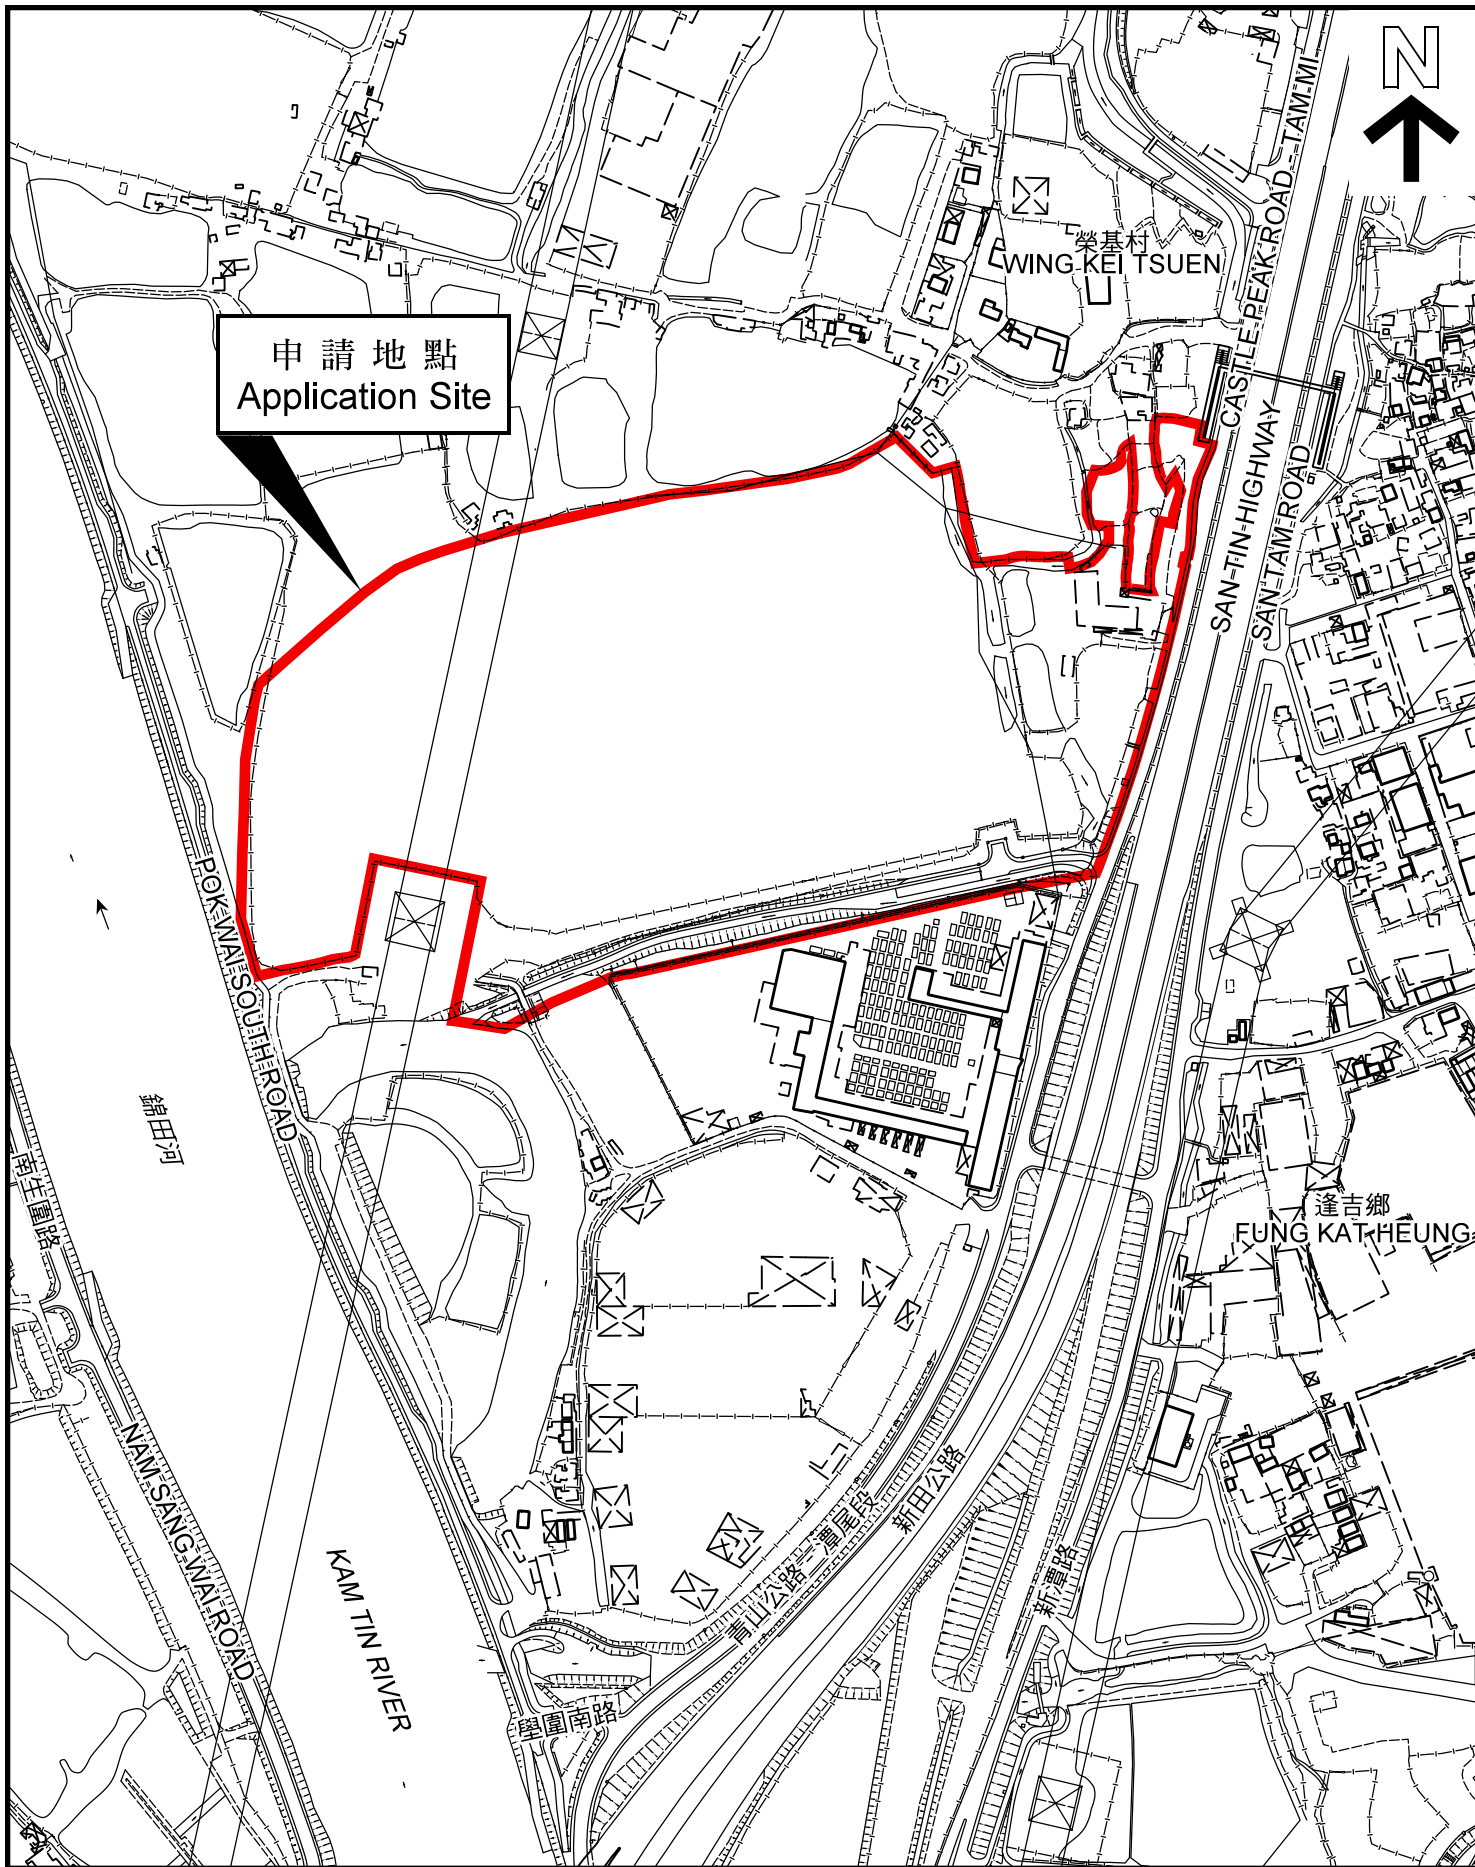 N
榮基村
WING KEI TSUEN
CASTLE PEAK ROAD - TAM MI
申請地點
Application Site
SAN TIN HIGHWAY
SAN TAM ROAD
POK WAI SOUTH ROAD
錦田河
南生圍路
逢吉鄉
FUNG KAT HEUNG
NAM SANG WAI ROAD
KAM TIN RIVER
青山公路－潭尾段
新田公路
新潭路
壆圍南路